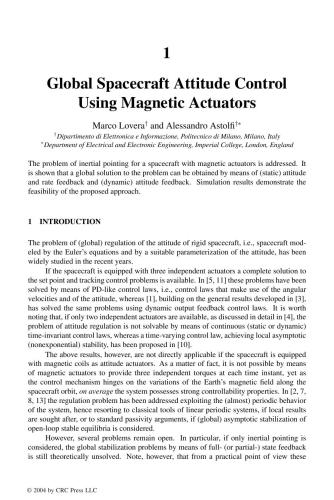 1
Global Spacecraft Attitude Control
Using Magnetic Actuators
Marco Lovera† and Alessandro Astolfi†*
†Dipartimento di Elettronica e Informazione, Politecnico di Milano, Milano, Italy
*Department of Electrical and Electronic Engineering, Imperial College, London, England
The problem of inertial pointing for a spacecraft with magnetic actuators is addressed. It
is shown that a global solution to the problem can be obtained by means of (static) attitude
and rate feedback and (dynamic) attitude feedback. Simulation results demonstrate the
feasibility of the proposed approach.
1 INTRODUCTION
The problem of (global) regulation of the attitude of rigid spacecraft, i.e., spacecraft mod-
eled by the Euler's equations and by a suitable parameterization of the attitude, has been
widely studied in the recent years.
If the spacecraft is equipped with three independent actuators a complete solution to
the set point and tracking control problems is available. In [5, 11] these problems have been
solved by means of PD-like control laws, i.e., control laws that make use of the angular
velocities and of the attitude, whereas [1], building on the general results developed in [3],
has solved the same problems using dynamic output feedback control laws. It is worth
noting that, if only two independent actuators are available, as discussed in detail in [4], the
problem of attitude regulation is not solvable by means of continuous (static or dynamic)
time-invariant control laws, whereas a time-varying control law, achieving local asymptotic
(nonexponential) stability, has been proposed in [10].
The above results, however, are not directly applicable if the spacecraft is equipped
with magnetic coils as attitude actuators. As a matter of fact, it is not possible by means
of magnetic actuators to provide three independent torques at each time instant, yet as
the control mechanism hinges on the variations of the Earth's magnetic field along the
spacecraft orbit, on average the system possesses strong controllability properties. In [2, 7,
8, 13] the regulation problem has been addressed exploiting the (almost) periodic behavior
of the system, hence resorting to classical tools of linear periodic systems, if local results
are sought after, or to standard passivity arguments, if (global) asymptotic stabilization of
open-loop stable equilibria is considered.
However, several problems remain open. In particular, if only inertial pointing is
considered, the global stabilization problems by means of full- (or partial-) state feedback
is still theoretically unsolved. Note, however, that from a practical point of view these
© 2004 by CRC Press LLC